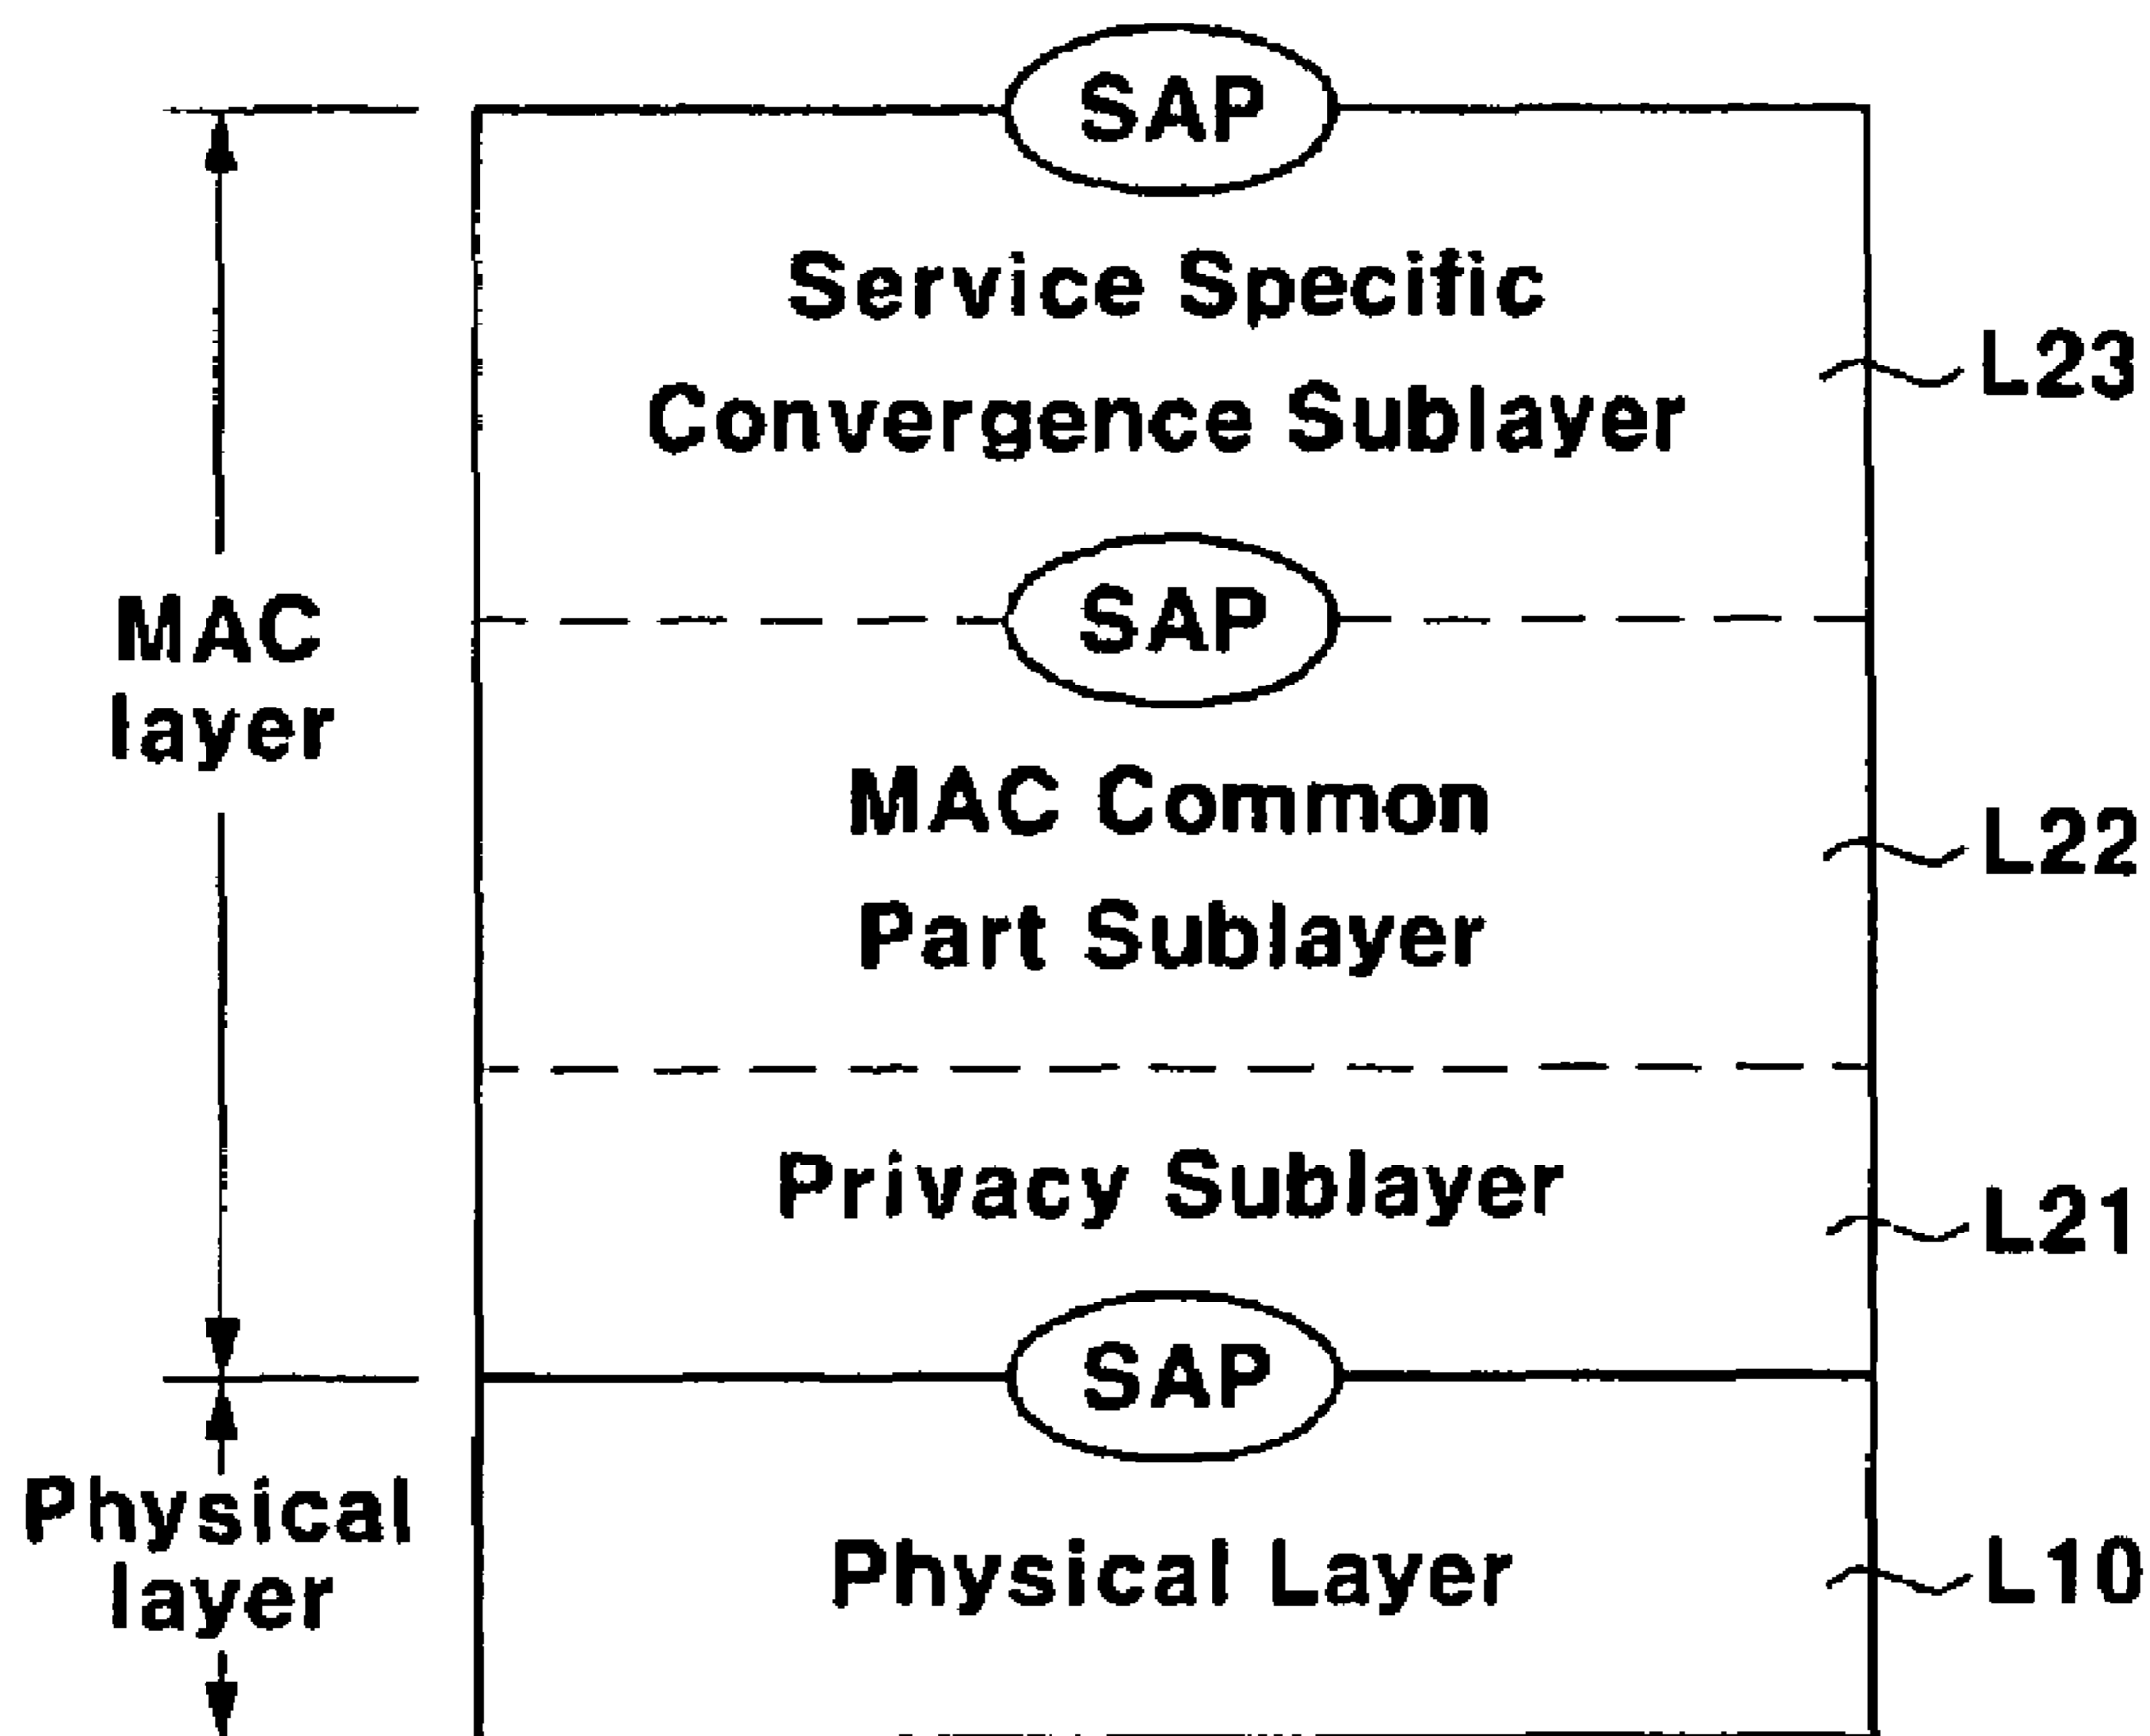 SAP
Service Specific
Convergence Sublayer
L23
SAP
MAC
layer
MAC Common
Part Sublayer
L22
Privacy Sublayer
L21
SAP
Physical
layer
Physical Layer
L10